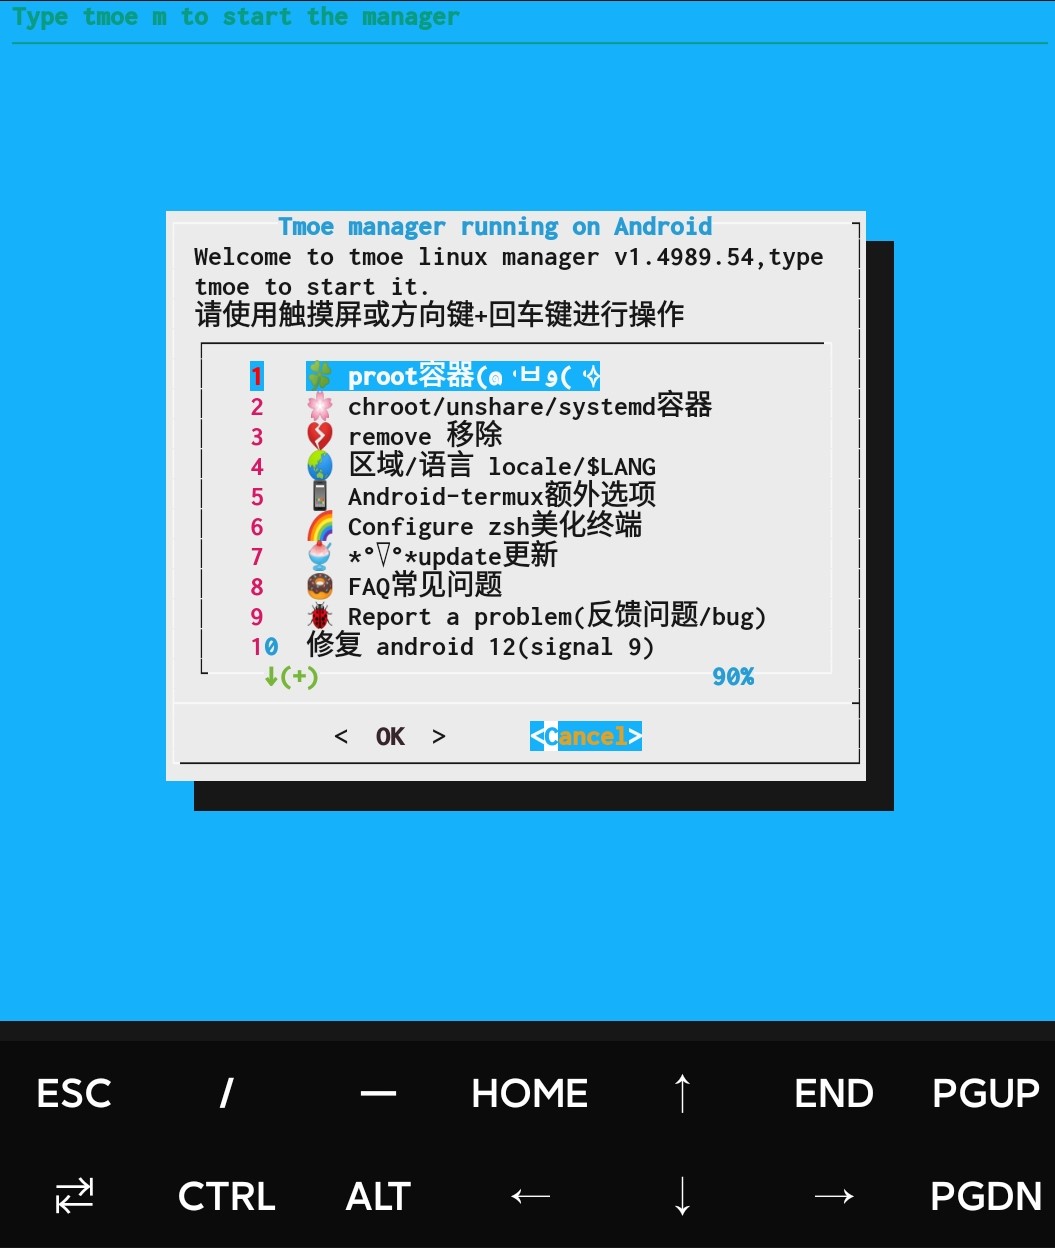 Type tmoe m to start the manager
Tmoe manager running on Android
Welcome to tmoe linux manager v1.4989.54,type
tmoe to start it.
请使用触摸屏或方向键+回车键进行操作
1 🍀 proot容器(๑•̀ㅂ•́)و✧
2 🌸 chroot/unshare/systemd容器
3 💔 remove 移除
4 🌏 区域/语言 locale/$LANG
5 📱 Android-termux额外选项
6 🌈 Configure zsh美化终端
7 🍧 *°▽°*update更新
8 🍩 FAQ常见问题
9 🐞 Report a problem(反馈问题/bug)
10 修复 android 12(signal 9)
↓(+) 90%
< OK > <Cancel>
ESC / — HOME ↑ END PGUP
⇄ CTRL ALT ← ↓ → PGDN